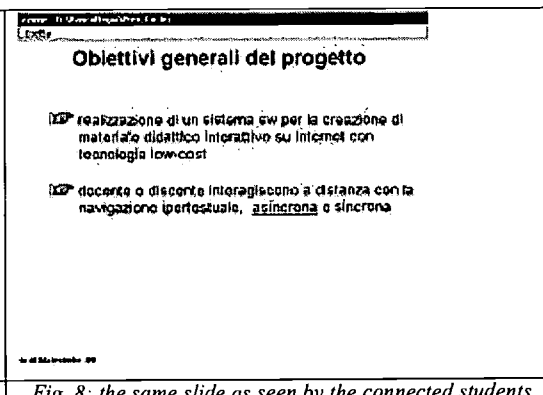 Obiettivi generali del progetto
realizzazione di un sistema sw per la creazione di
materiale didattico interattivo su Internet con
tecnologia low-cost
docente e discente interagiscono a distanza con la
navigazione ipertestuale, asincrona e sincrona
Fig. 8: the same slide as seen by the connected students